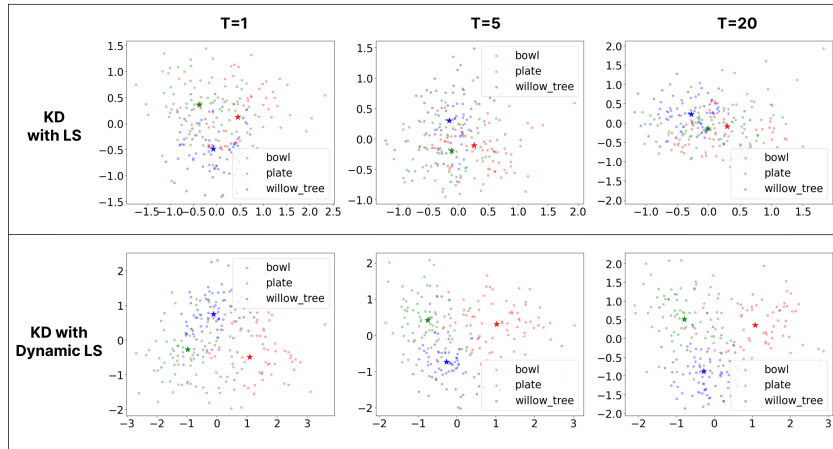 T=1 T=5 T=20
KD
with LS
1.5
1.0
0.5
0.0
−0.5
−1.0
−1.5
−1.5 −1.0 −0.5 0.0 0.5 1.0 1.5 2.0 2.5
bowl
plate
willow_tree
1.5
1.0
0.5
0.0
−0.5
−1.0
−1.0 −0.5 0.0 0.5 1.0 1.5 2.0
bowl
plate
willow_tree
2.0
1.5
1.0
0.5
0.0
−0.5
−1.0
−1.5
−2.0
−1.0 −0.5 0.0 0.5 1.0 1.5
bowl
plate
willow_tree
KD with
Dynamic LS
2
1
0
−1
−2
−3 −2 −1 0 1 2 3
bowl
plate
willow_tree
2
1
0
−1
−2
−2 −1 0 1 2 3
bowl
plate
willow_tree
2.0
1.5
1.0
0.5
0.0
−0.5
−1.0
−1.5
−2.0
−2 −1 0 1 2 3
bowl
plate
willow_tree